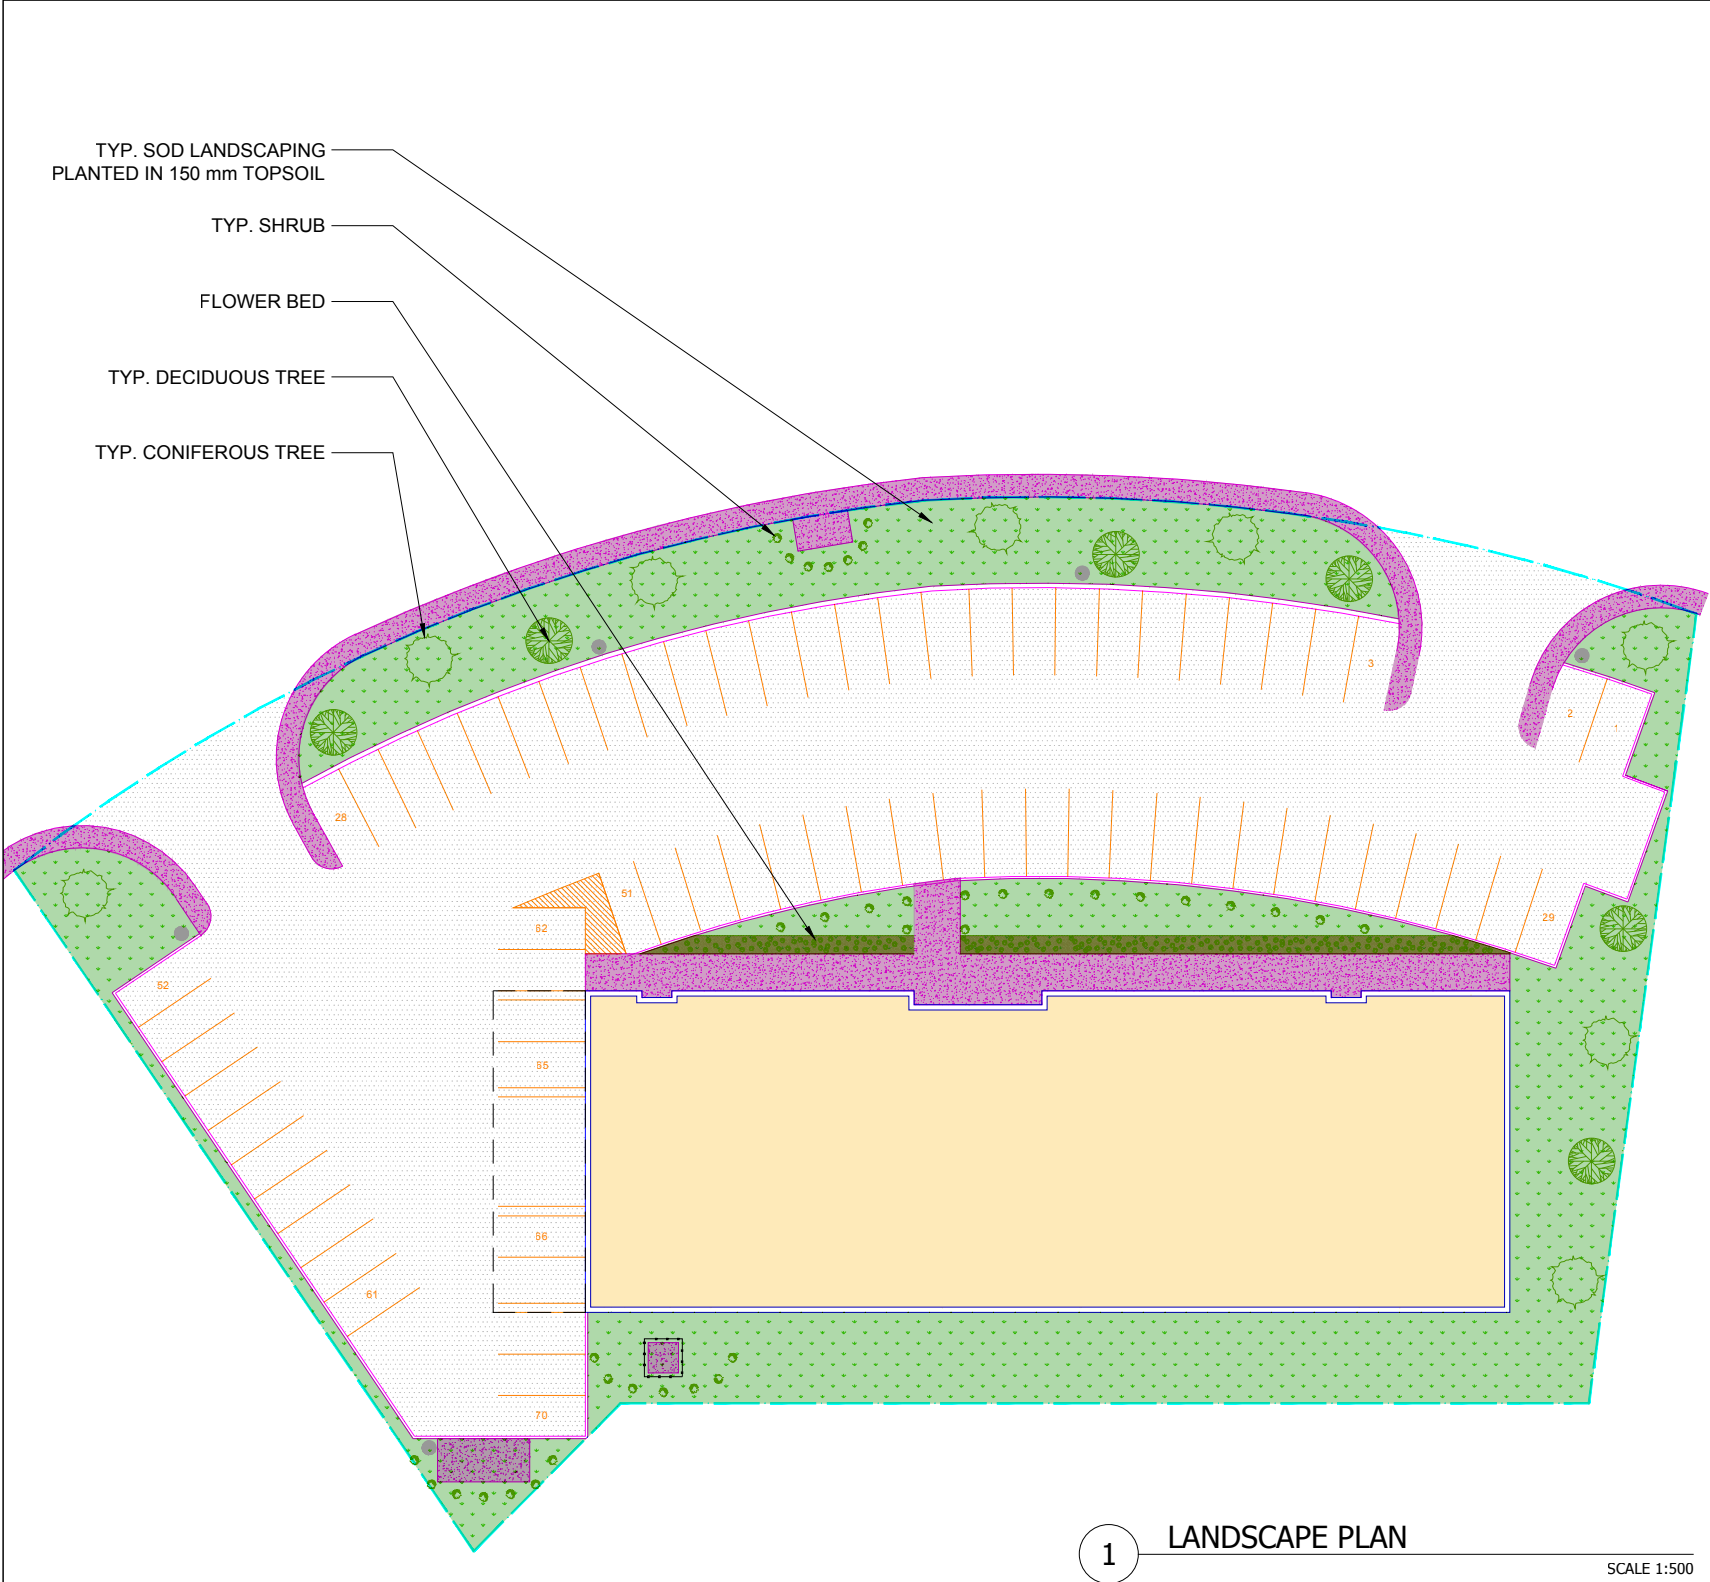 TYP. SOD LANDSCAPING
PLANTED IN 150 mm TOPSOIL
TYP. SHRUB
FLOWER BED
TYP. DECIDUOUS TREE
TYP. CONIFEROUS TREE
3
2
1
28
51
29
62
52
65
66
61
70
1
LANDSCAPE PLAN
SCALE 1:500